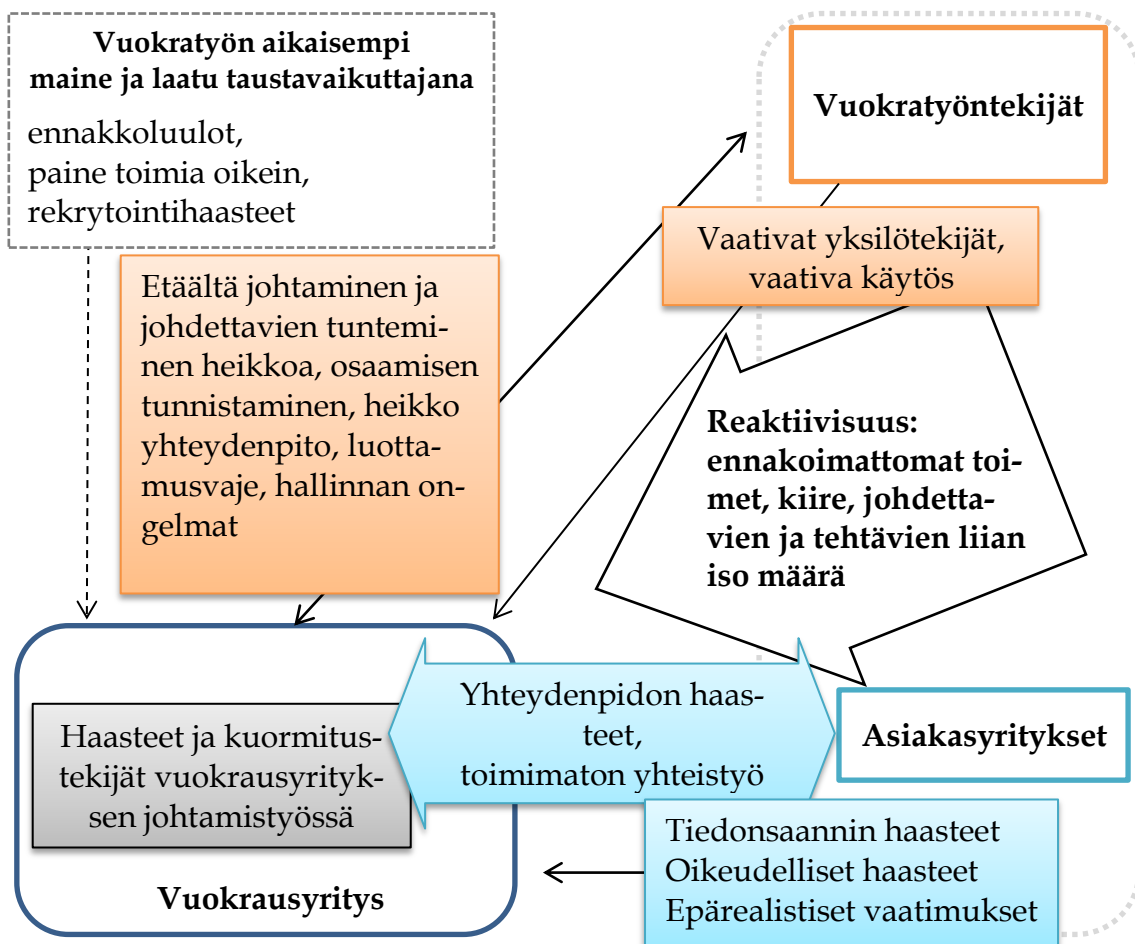 Vuokratyön aikaisempi
maine ja laatu taustavaikuttajana
ennakkoluulot,
paine toimia oikein,
rekrytointihaasteet
Vuokratyöntekijät
Vaativat yksilötekijät,
vaativa käytös
Etäältä johtaminen ja
johdettavien tuntemi-
nen heikkoa, osaamisen
tunnistaminen, heikko
yhteydenpito, luotta-
musvaje, hallinnan on-
gelmat
Reaktiivisuus:
ennakoimattomat toi-
met, kiire, johdetta-
vien ja tehtävien liian
iso määrä
Yhteydenpidon haas-
teet,
toimimaton yhteistyö
Asiakasyritykset
Haasteet ja kuormitus-
tekijät vuokrausyrityk-
sen johtamistyössä
Tiedonsaannin haasteet
Oikeudelliset haasteet
Epärealistiset vaatimukset
Vuokrausyritys